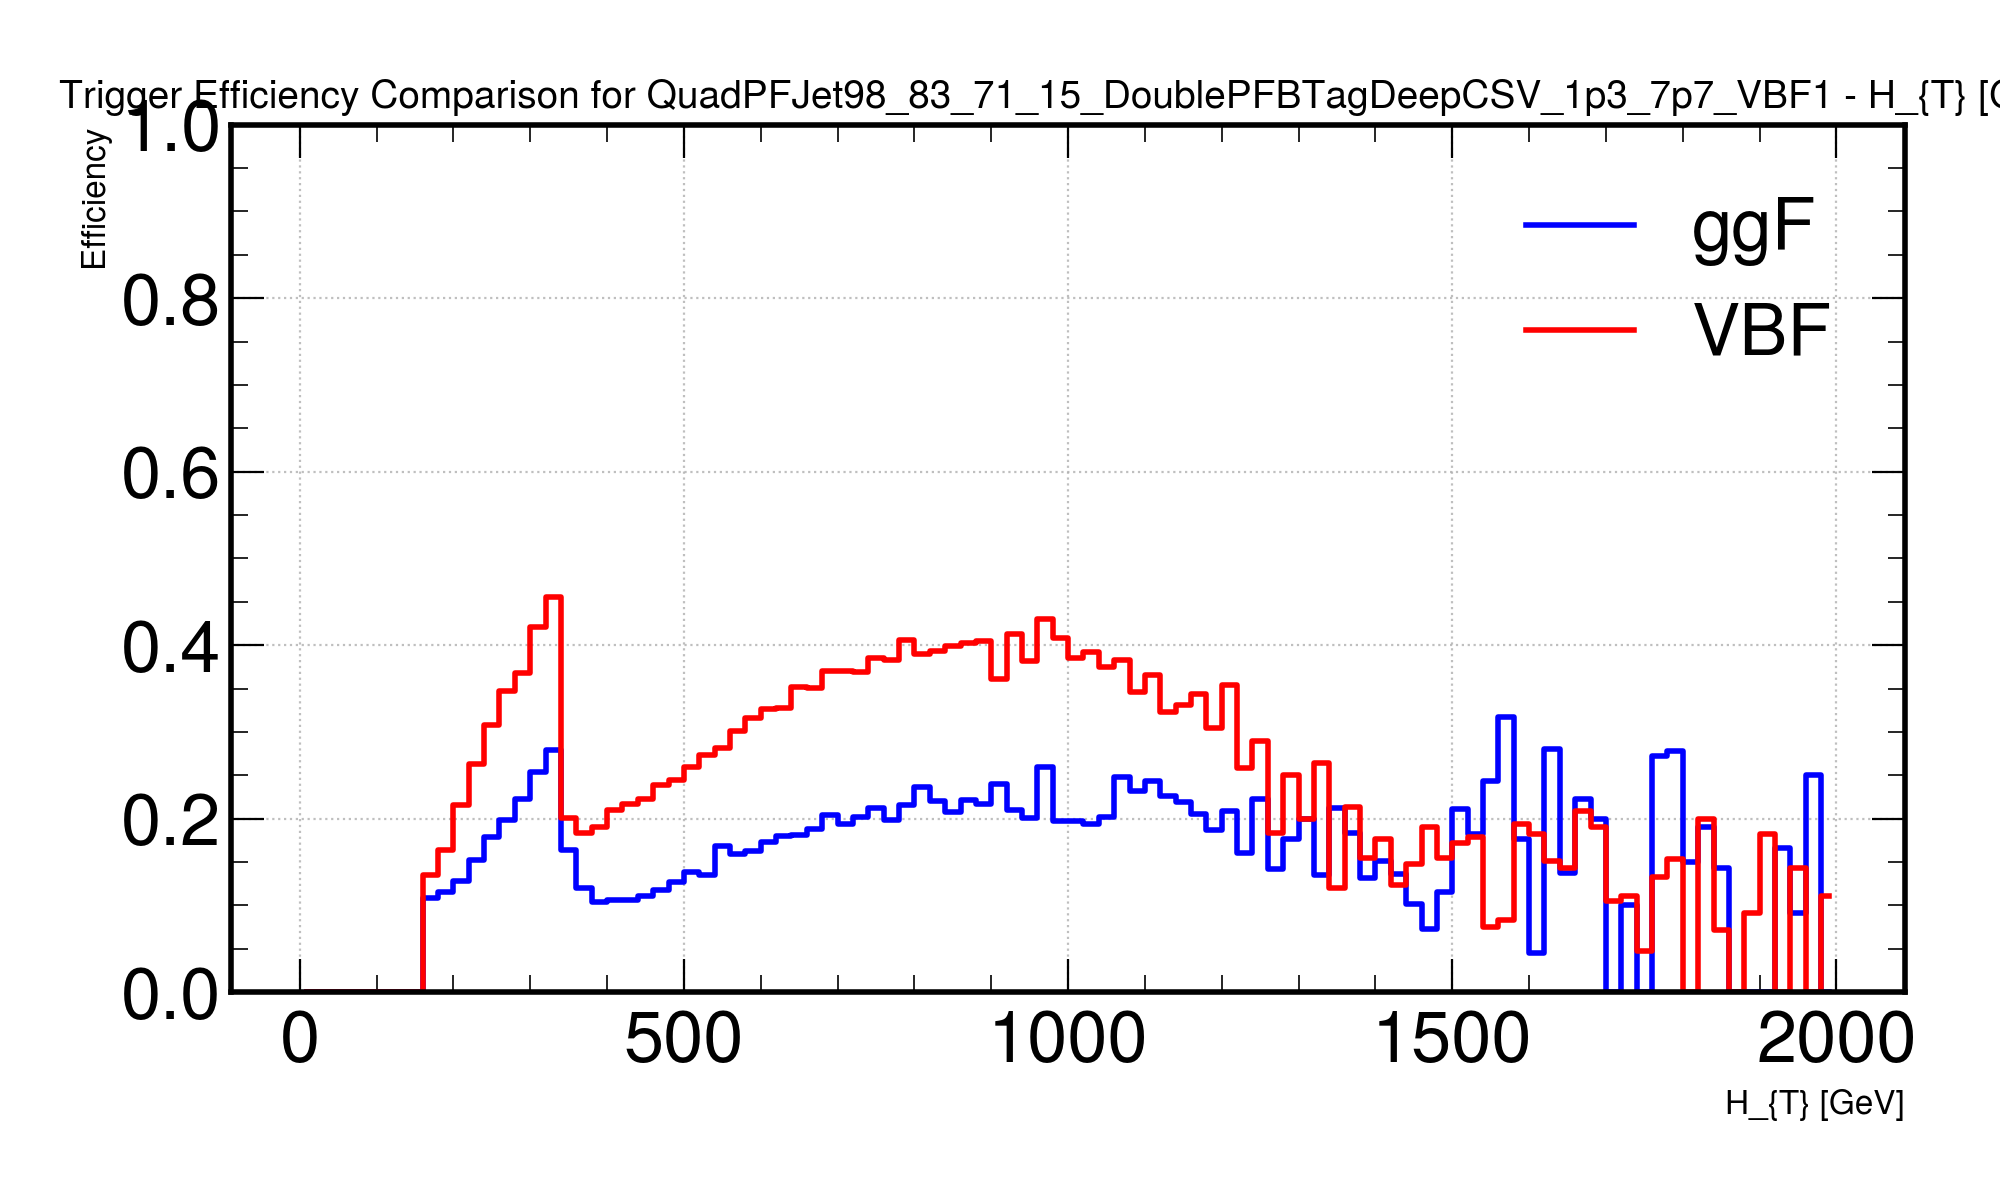 Trigger Efficiency Comparison for QuadPFJet98_83_71_15_DoublePFBTagDeepCSV_1p3_7p7_VBF1 - H_{T} [
Efficiency
1.0
0.8
0.6
0.4
0.2
0.0
ggF
VBF
0 500 1000 1500 2000
H_{T} [GeV]